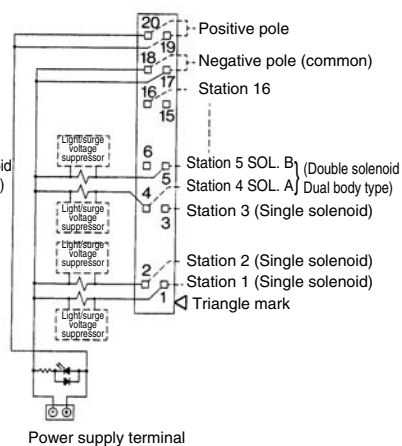 20
Positive pole
19
18
Negative pole (common)
17
Station 16
16
15
Light/surge
voltage
suppressor
6
Station 5 SOL. B
(Double solenoid
5
Station 4 SOL. A
Dual body type)
4
Light/surge
voltage
suppressor
Station 3 (Single solenoid)
3
Light/surge
voltage
suppressor
Station 2 (Single solenoid)
2
Station 1 (Single solenoid)
1
Triangle mark
Light/surge
voltage
suppressor
Power supply terminal